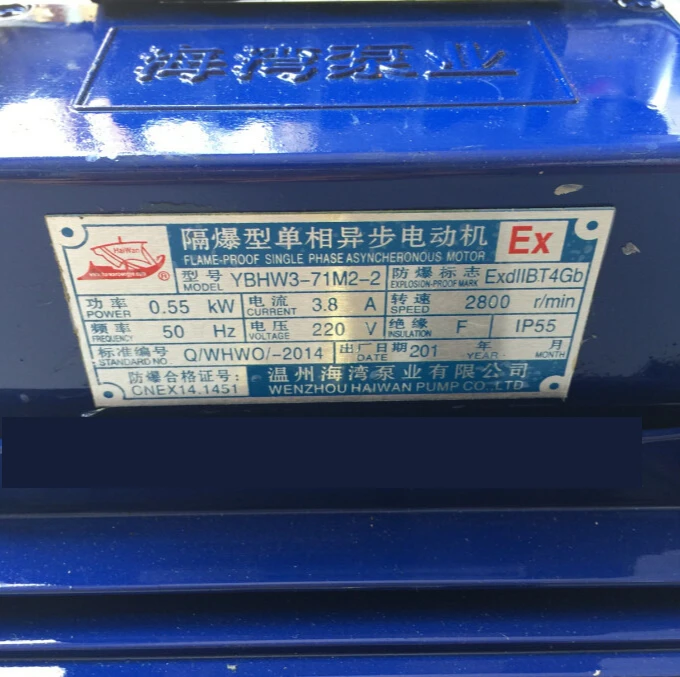 海湾泵业
HaiWan
隔爆型单相异步电动机
FLAME-PROOF SINGLE PHASE ASYNCHERONOUS MOTOR
Ex
®
型号 MODEL YBHW3-71M2-2 防爆标志 EXPLOSION-PROOF MARK ExdIIBT4Gb
功率 POWER 0.55 kW 电流 CURRENT 3.8 A 转速 SPEED 2800 r/min
频率 FREQUENCY 50 Hz 电压 VOLTAGE 220 V 绝缘 INSULATION F IP55
标准编号 STANDARD NO Q/WHWO/-2014 出厂日期 DATE 201 年 YEAR 月 MONTH
防爆合格证号: 温州海湾泵业有限公司
CNEX14.1451 WENZHOU HAIWAN PUMP CO.,LTD